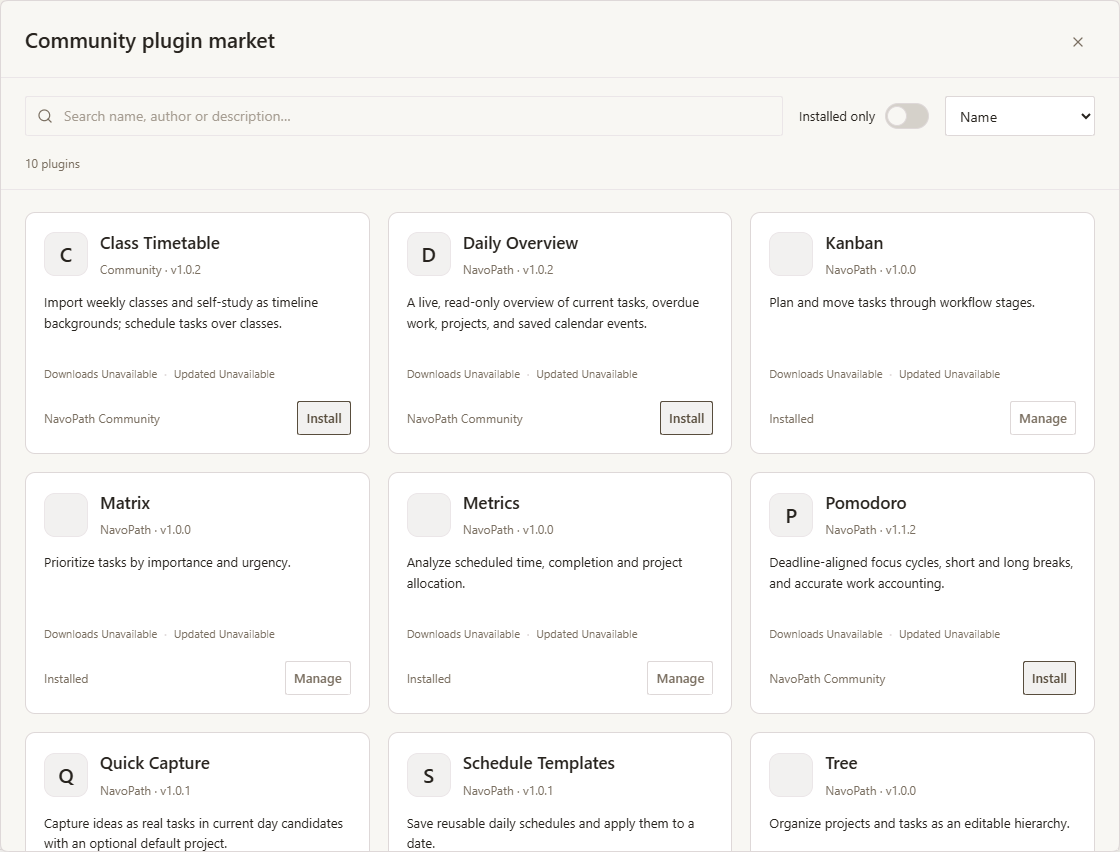 Community plugin market
Search name, author or description...
Installed only
Name
10 plugins
C
Class Timetable
Community · v1.0.2
Import weekly classes and self-study as timeline
backgrounds; schedule tasks over classes.
Downloads Unavailable · Updated Unavailable
NavoPath Community
Install
D
Daily Overview
NavoPath · v1.0.2
A live, read-only overview of current tasks, overdue
work, projects, and saved calendar events.
Downloads Unavailable · Updated Unavailable
NavoPath Community
Install
Kanban
NavoPath · v1.0.0
Plan and move tasks through workflow stages.
Downloads Unavailable · Updated Unavailable
Installed
Manage
Matrix
NavoPath · v1.0.0
Prioritize tasks by importance and urgency.
Downloads Unavailable · Updated Unavailable
Installed
Manage
Metrics
NavoPath · v1.0.0
Analyze scheduled time, completion and project
allocation.
Downloads Unavailable · Updated Unavailable
Installed
Manage
P
Pomodoro
NavoPath · v1.1.2
Deadline-aligned focus cycles, short and long breaks,
and accurate work accounting.
Downloads Unavailable · Updated Unavailable
NavoPath Community
Install
Q
Quick Capture
NavoPath · v1.0.1
Capture ideas as real tasks in current day candidates
with an optional default project.
S
Schedule Templates
NavoPath · v1.0.1
Save reusable daily schedules and apply them to a
date.
Tree
NavoPath · v1.0.0
Organize projects and tasks as an editable hierarchy.